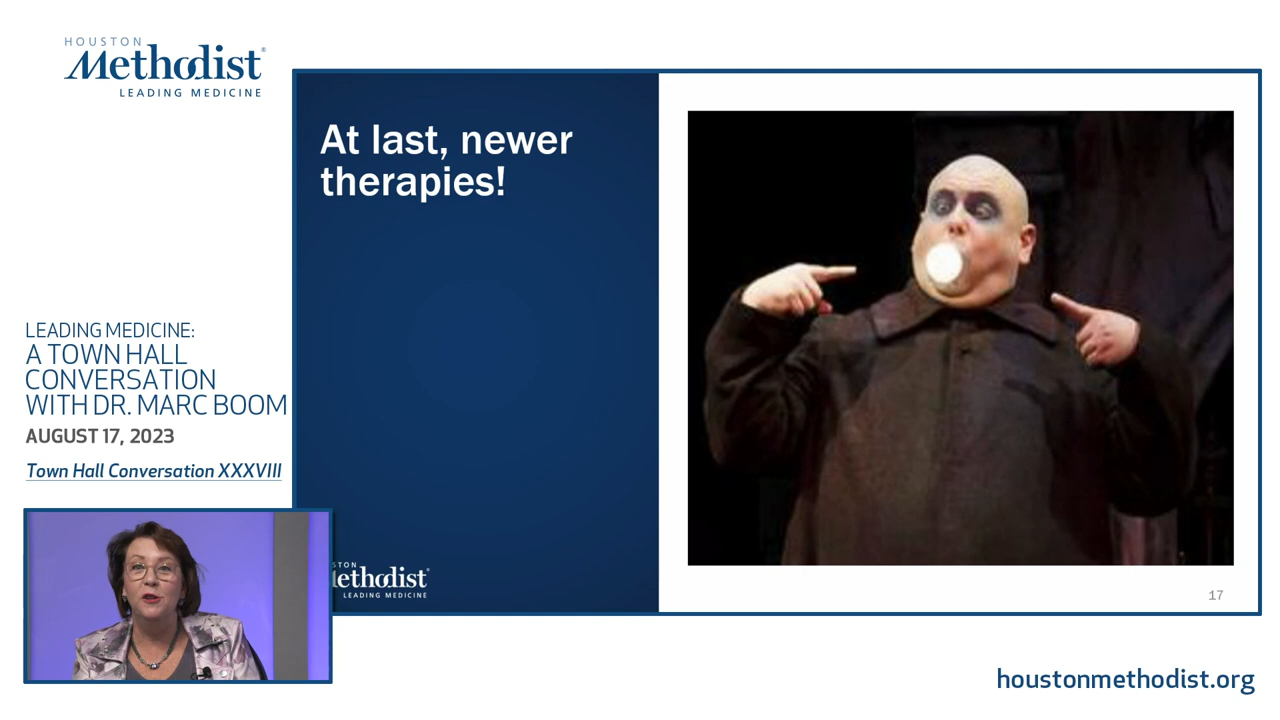 HOUSTON
Methodist®
LEADING MEDICINE
At last, newer
therapies!
LEADING MEDICINE:
A TOWN HALL
CONVERSATION
WITH DR. MARC BOOM
AUGUST 17, 2023
Town Hall Conversation XXXVIII
STON
ethodist®
LEADING MEDICINE
17
houstonmethodist.org